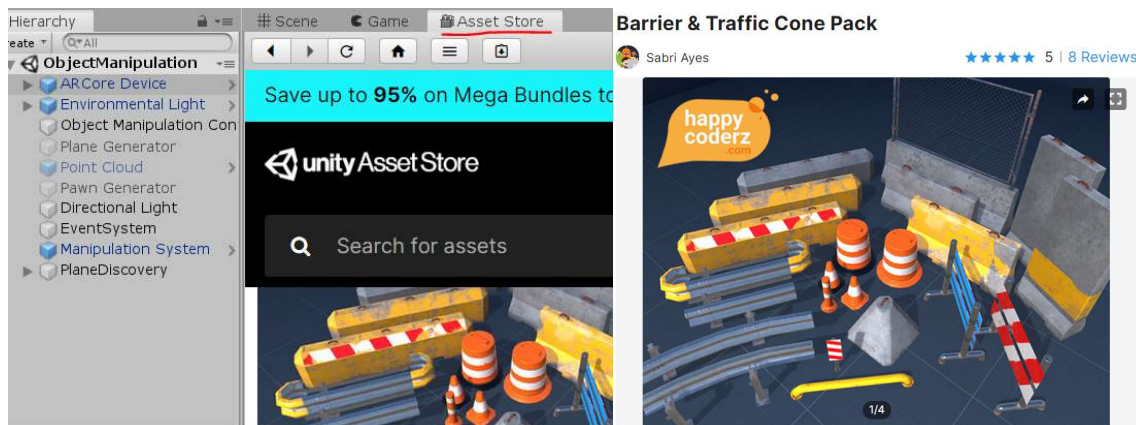 Hierarchy
reate
All
ObjectManipulation
ARCore Device
Environmental Light
Object Manipulation Con
Plane Generator
Point Cloud
Pawn Generator
Directional Light
EventSystem
Manipulation System
PlaneDiscovery
Scene
Game
Asset Store
Save up to 95% on Mega Bundles to
unity Asset Store
Search for assets
Barrier & Traffic Cone Pack
Sabri Ayes
5 | 8 Reviews
happy
coderz
.com
1/4